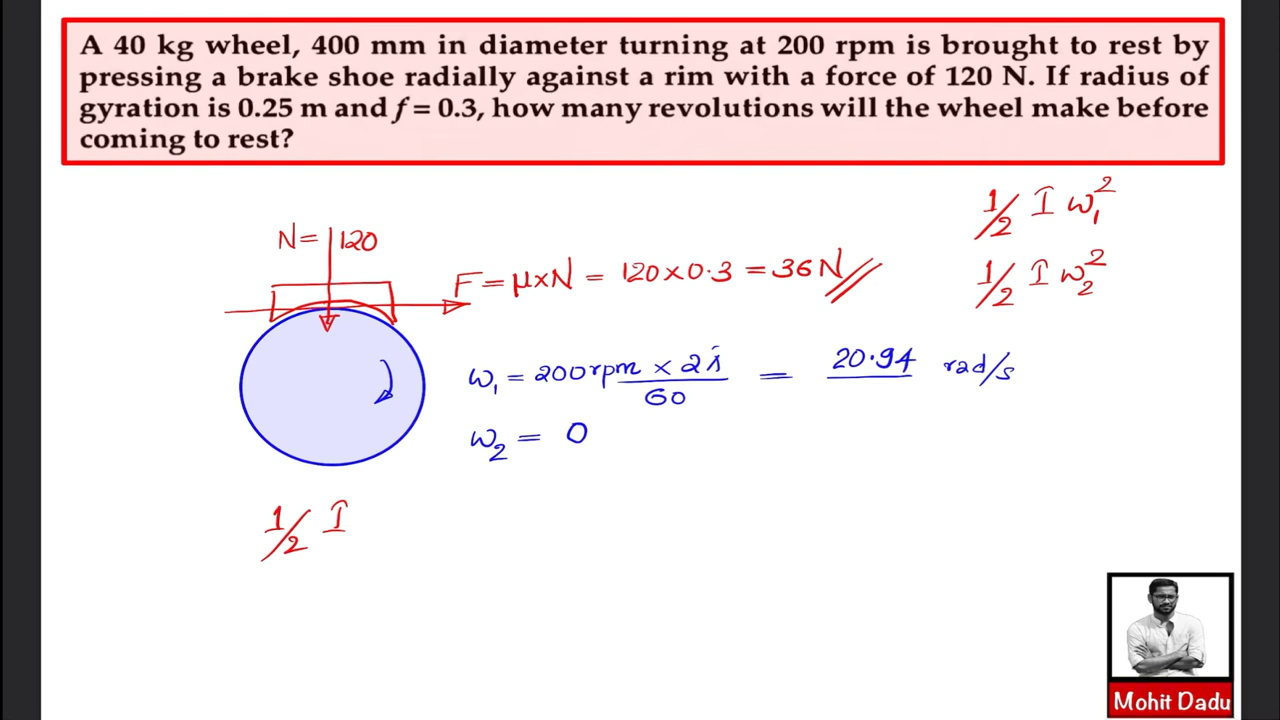 A 40 kg wheel, 400 mm in diameter turning at 200 rpm is brought to rest by
pressing a brake shoe radially against a rim with a force of 120 N. If radius of
gyration is 0.25 m and f = 0.3, how many revolutions will the wheel make before
coming to rest?
1/2 I ω₁²
N= 120
F = μxN = 120 x 0.3 = 36 N //
1/2 I ω₂²
ω₁ = 200 rpm x 2π / 60 = 20.94 rad/s
ω₂ = 0
1/2 I
Mohit Dadu